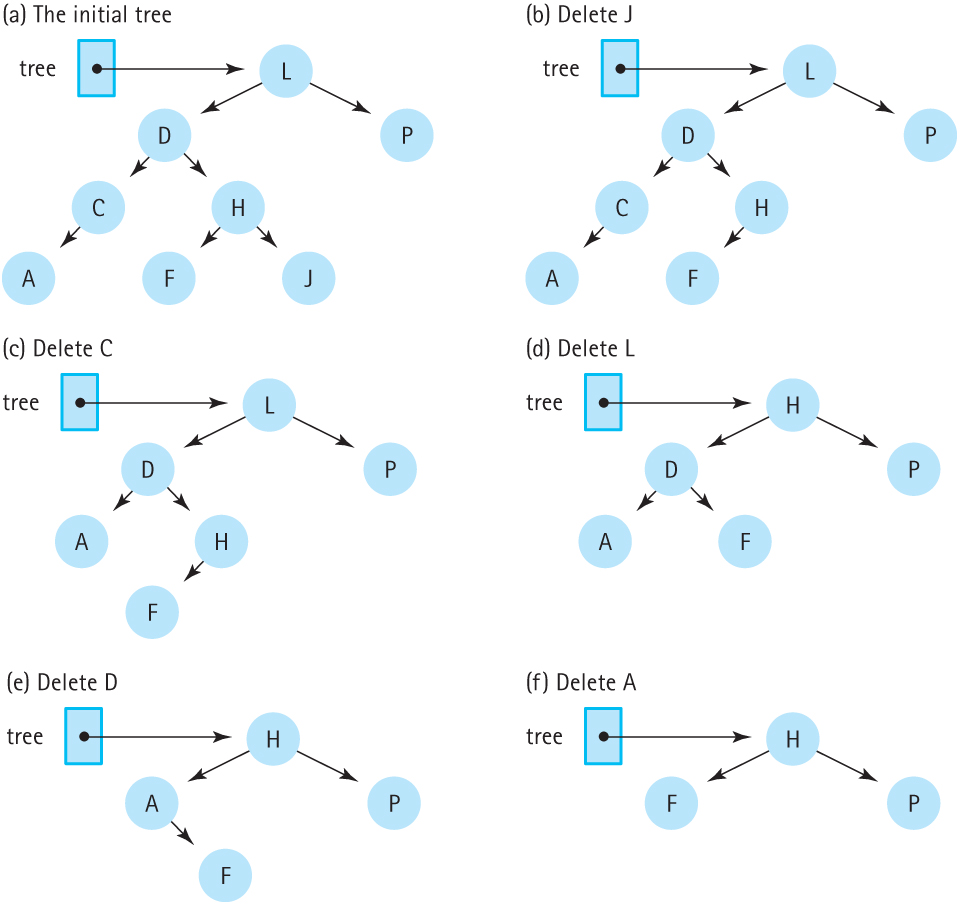 (a) The initial tree
tree
L
D
P
C
H
A
F
J
(b) Delete J
tree
L
D
P
C
H
A
F
(c) Delete C
tree
L
D
P
A
H
F
(d) Delete L
tree
H
D
P
A
F
(e) Delete D
tree
H
A
P
F
(f) Delete A
tree
H
F
P